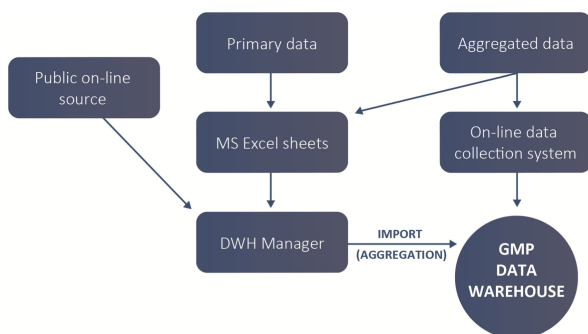 Primary data
Aggregated data
Public on-line
source
MS Excel sheets
On-line data
collection system
DWH Manager
IMPORT
(AGGREGATION)
GMP
DATA
WAREHOUSE